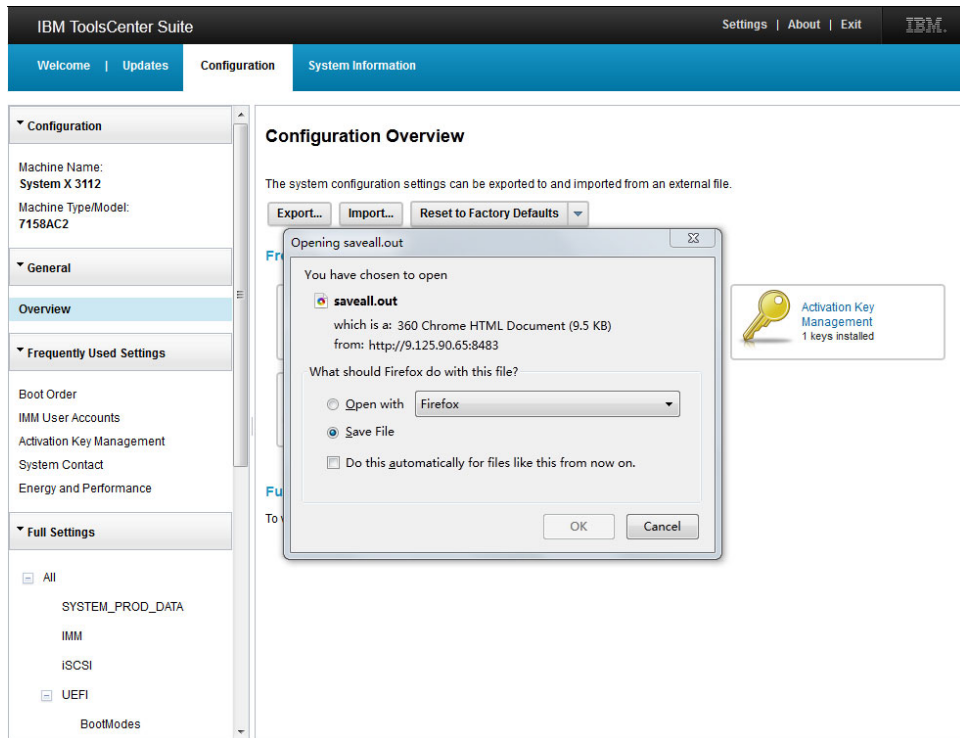 IBM ToolsCenter Suite
Settings | About | Exit
IBM.
Welcome | Updates
Configuration
System Information
Configuration
Machine Name:
System X 3112
Machine Type/Model:
7158AC2
General
Overview
Frequently Used Settings
Boot Order
IMM User Accounts
Activation Key Management
System Contact
Energy and Performance
Full Settings
All
SYSTEM_PROD_DATA
IMM
iSCSI
UEFI
BootModes
Configuration Overview
The system configuration settings can be exported to and imported from an external file.
Export... Import... Reset to Factory Defaults
Fre
Opening saveall.out
You have chosen to open
saveall.out
which is a: 360 Chrome HTML Document (9.5 KB)
from: http://9.125.90.65:8483
What should Firefox do with this file?
Open with Firefox
Save File
Do this automatically for files like this from now on.
OK Cancel
Activation Key
Management
1 keys installed
Fu
To